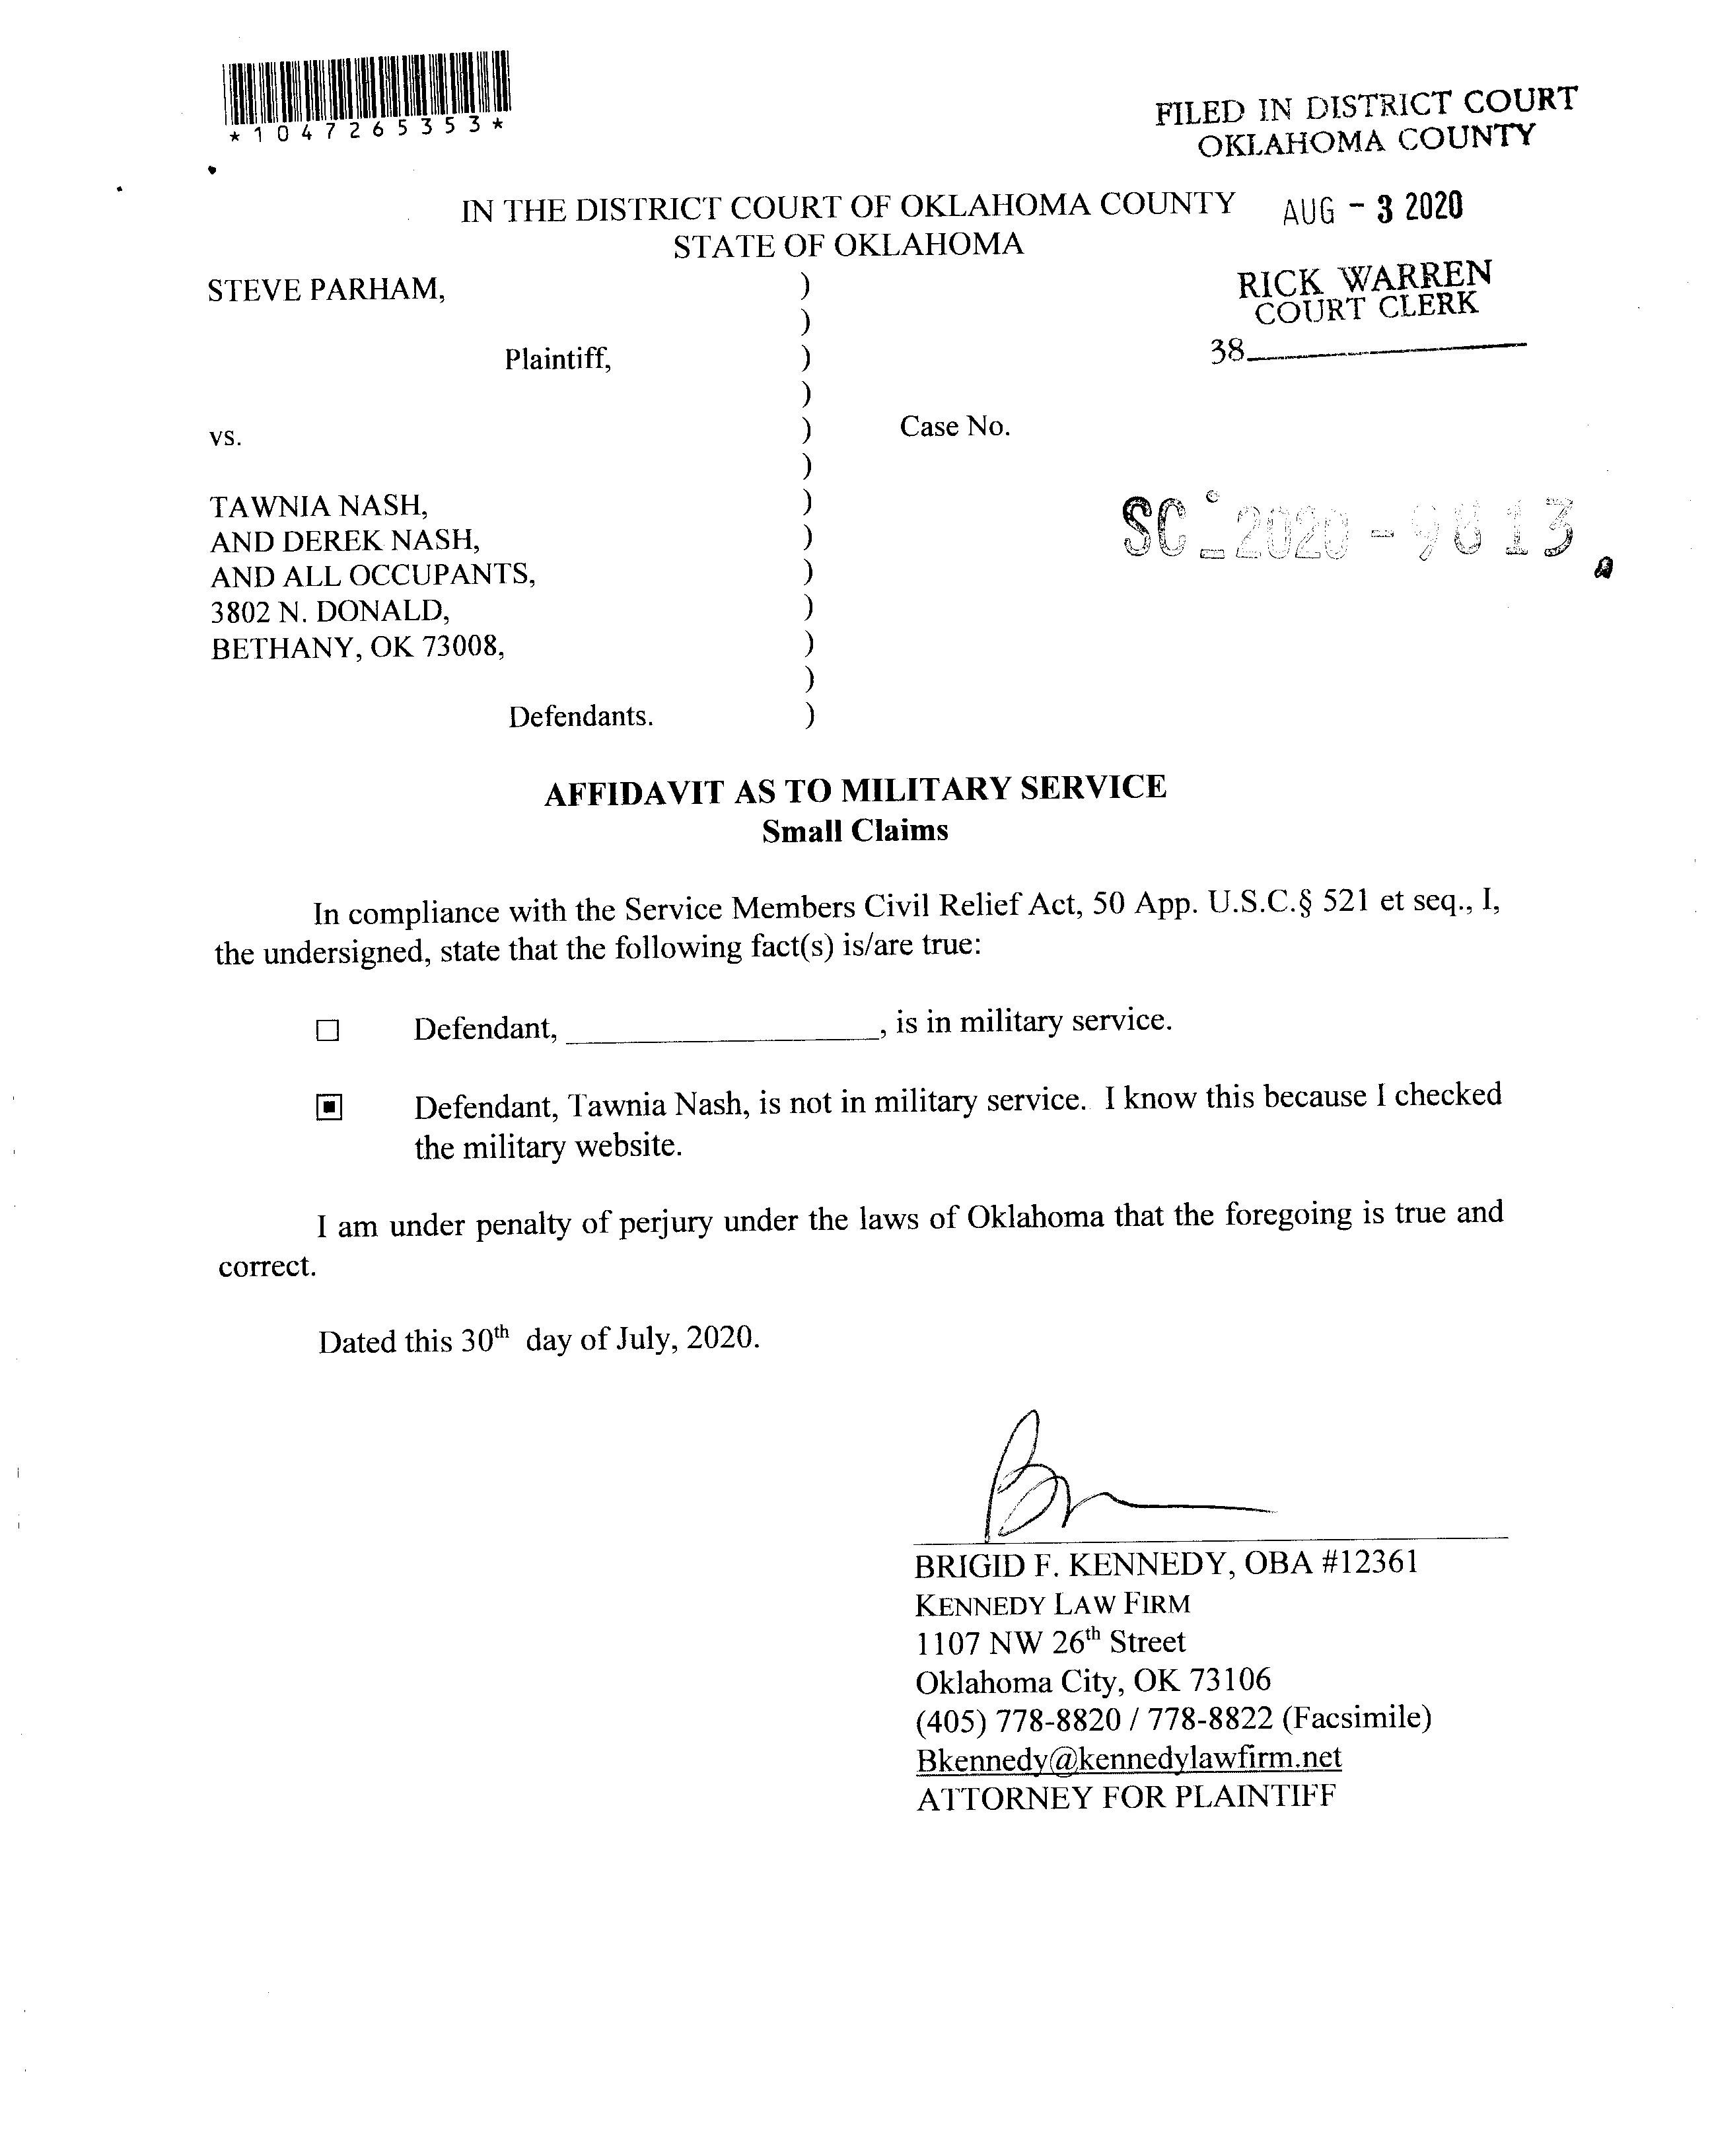 *1047265353*
FILED IN DISTRICT COURT
OKLAHOMA COUNTY
IN THE DISTRICT COURT OF OKLAHOMA COUNTY
AUG - 3 2020
STATE OF OKLAHOMA
RICK WARREN
COURT CLERK
38
STEVE PARHAM, )
)
Plaintiff, )
)
vs. ) Case No.
)
TAWNIA NASH, )
AND DEREK NASH, )
AND ALL OCCUPANTS, )
3802 N. DONALD, )
BETHANY, OK 73008, )
)
Defendants. )
SC - 2020 -
AFFIDAVIT AS TO MILITARY SERVICE
Small Claims
In compliance with the Service Members Civil Relief Act, 50 App. U.S.C.§ 521 et seq., I,
the undersigned, state that the following fact(s) is/are true:
☐ Defendant, ____________________, is in military service.
▣ Defendant, Tawnia Nash, is not in military service. I know this because I checked
the military website.
I am under penalty of perjury under the laws of Oklahoma that the foregoing is true and
correct.
Dated this 30th day of July, 2020.
BRIGID F. KENNEDY, OBA #12361
KENNEDY LAW FIRM
1107 NW 26th Street
Oklahoma City, OK 73106
(405) 778-8820 / 778-8822 (Facsimile)
Bkennedy@kennedylawfirm.net
ATTORNEY FOR PLAINTIFF